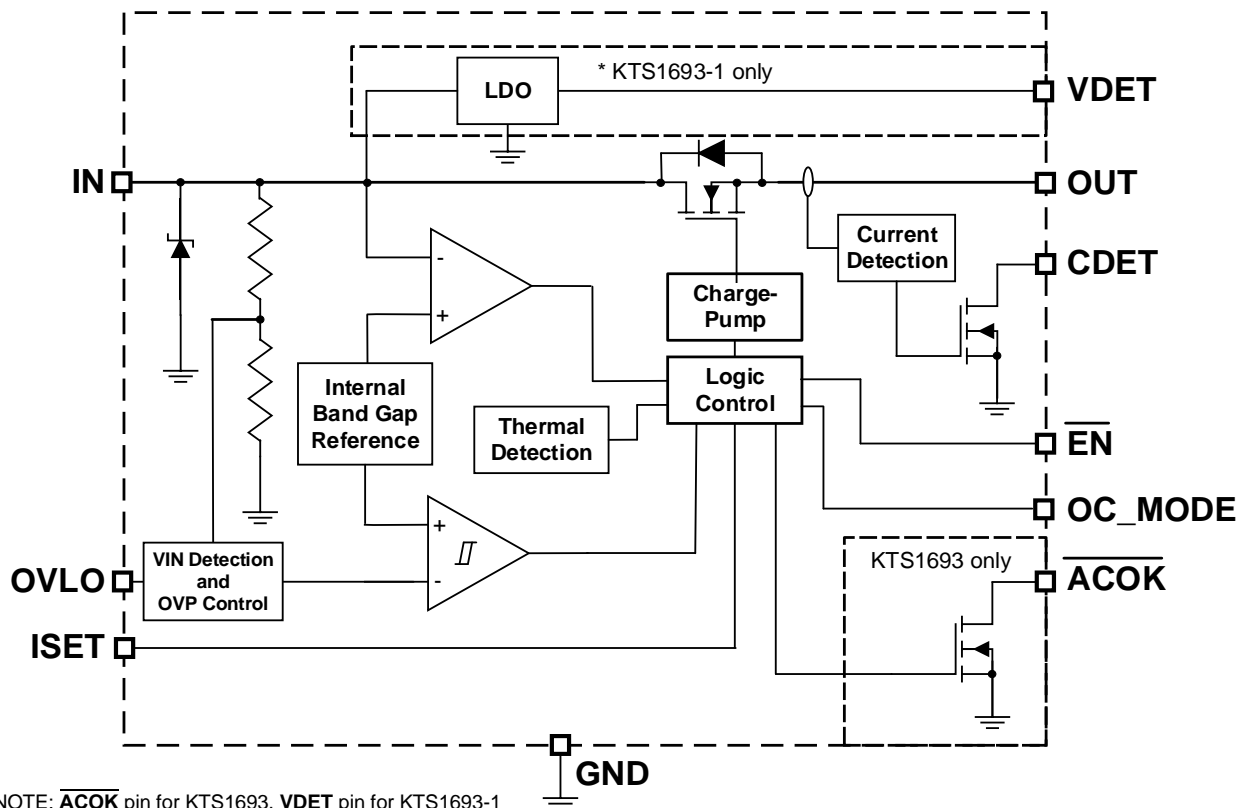 * KTS1693-1 only
LDO
VDET
IN
OUT
Current
Detection
CDET
-
+
Charge-
Pump
Internal
Band Gap
Reference
Logic
Control
Thermal
Detection
EN
OC_MODE
+
-
KTS1693 only
ACOK
OVLO
VIN Detection
and
OVP Control
ISET
GND
NOTE: ACOK pin for KTS1693, VDET pin for KTS1693-1